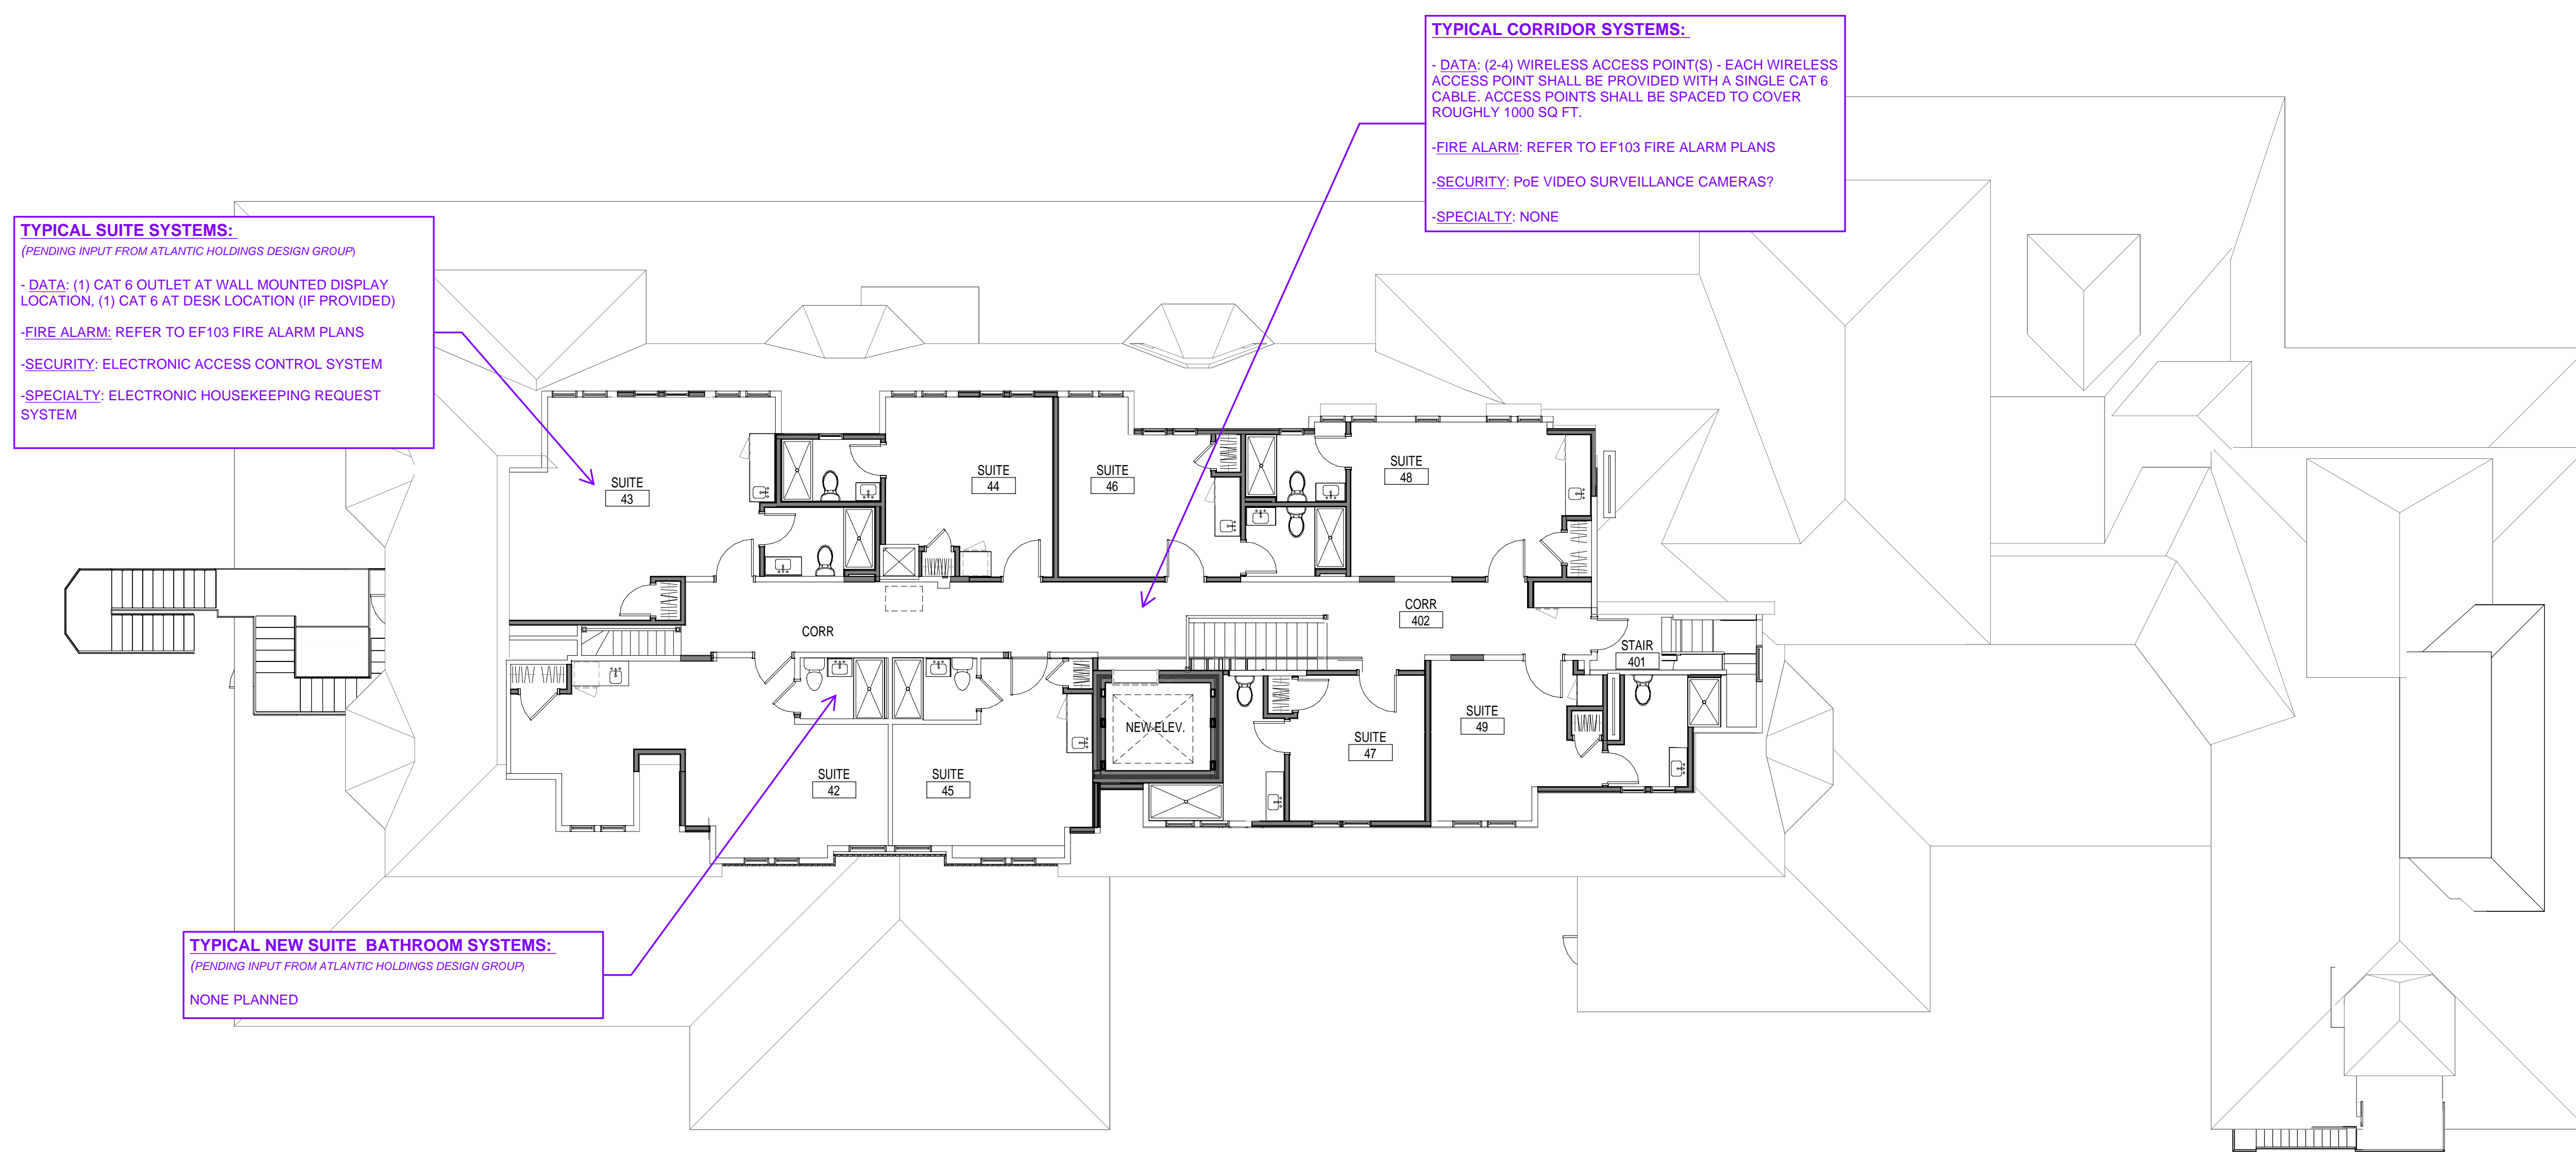 TYPICAL CORRIDOR SYSTEMS:
- DATA: (2-4) WIRELESS ACCESS POINT(S) - EACH WIRELESS
ACCESS POINT SHALL BE PROVIDED WITH A SINGLE CAT 6
CABLE. ACCESS POINTS SHALL BE SPACED TO COVER
ROUGHLY 1000 SQ FT.
-FIRE ALARM: REFER TO EF103 FIRE ALARM PLANS
-SECURITY: PoE VIDEO SURVEILLANCE CAMERAS?
-SPECIALTY: NONE
TYPICAL SUITE SYSTEMS:
(PENDING INPUT FROM ATLANTIC HOLDINGS DESIGN GROUP)
- DATA: (1) CAT 6 OUTLET AT WALL MOUNTED DISPLAY
LOCATION, (1) CAT 6 AT DESK LOCATION (IF PROVIDED)
-FIRE ALARM: REFER TO EF103 FIRE ALARM PLANS
-SECURITY: ELECTRONIC ACCESS CONTROL SYSTEM
-SPECIALTY: ELECTRONIC HOUSEKEEPING REQUEST
SYSTEM
SUITE
43
SUITE
44
SUITE
46
SUITE
48
CORR
CORR
402
STAIR
401
NEW ELEV.
SUITE
42
SUITE
45
SUITE
47
SUITE
49
TYPICAL NEW SUITE  BATHROOM SYSTEMS:
(PENDING INPUT FROM ATLANTIC HOLDINGS DESIGN GROUP)
NONE PLANNED